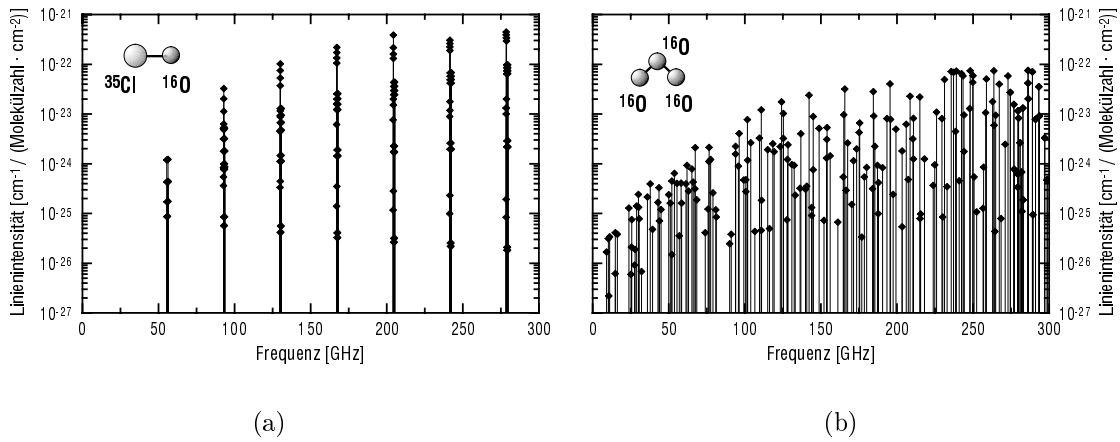 Linienintensität [cm⁻¹ / (Molekülzahl · cm⁻²)]
10⁻²¹
10⁻²²
10⁻²³
10⁻²⁴
10⁻²⁵
10⁻²⁶
10⁻²⁷
³⁵Cl ¹⁶O
0 50 100 150 200 250 300
Frequenz [GHz]
(a)
¹⁶O
¹⁶O ¹⁶O
0 50 100 150 200 250 300
Frequenz [GHz]
10⁻²¹
10⁻²²
10⁻²³
10⁻²⁴
10⁻²⁵
10⁻²⁶
10⁻²⁷
Linienintensität [cm⁻¹ / (Molekülzahl · cm⁻²)]
(b)